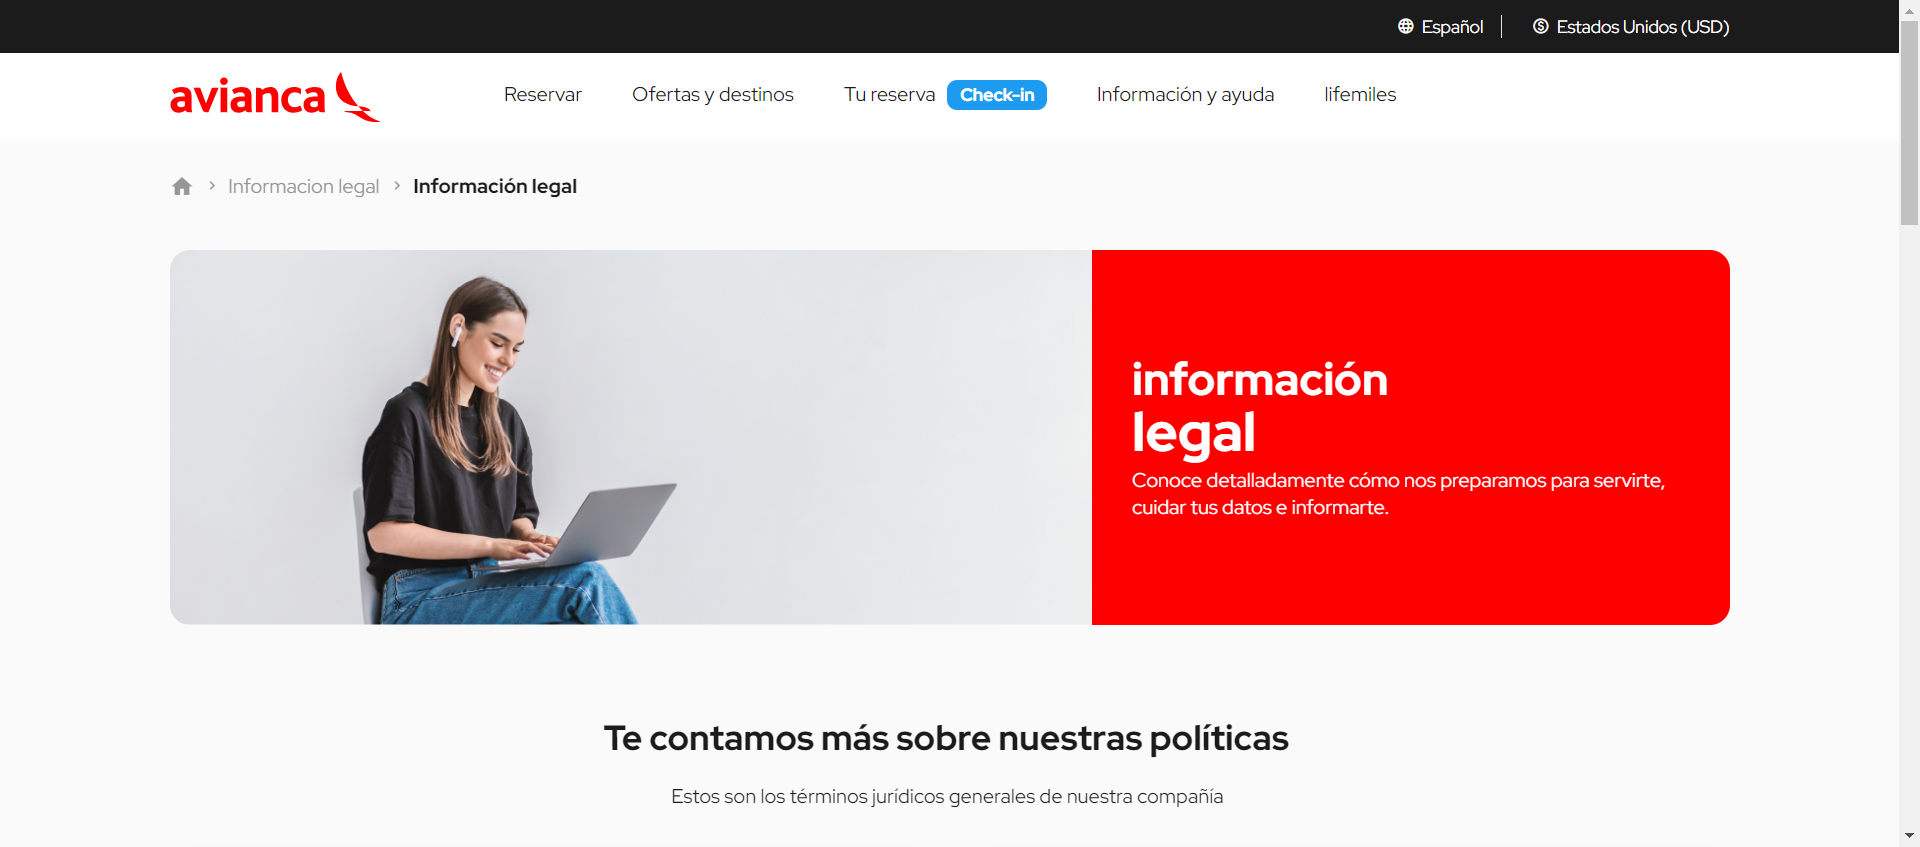 Español
Estados Unidos (USD)
avianca
Reservar
Ofertas y destinos
Tu reserva
Check-in
Información y ayuda
lifemiles
Informacion legal
Información legal
información
legal
Conoce detalladamente cómo nos preparamos para servirte,
cuidar tus datos e informarte.
Te contamos más sobre nuestras políticas
Estos son los términos jurídicos generales de nuestra compañía